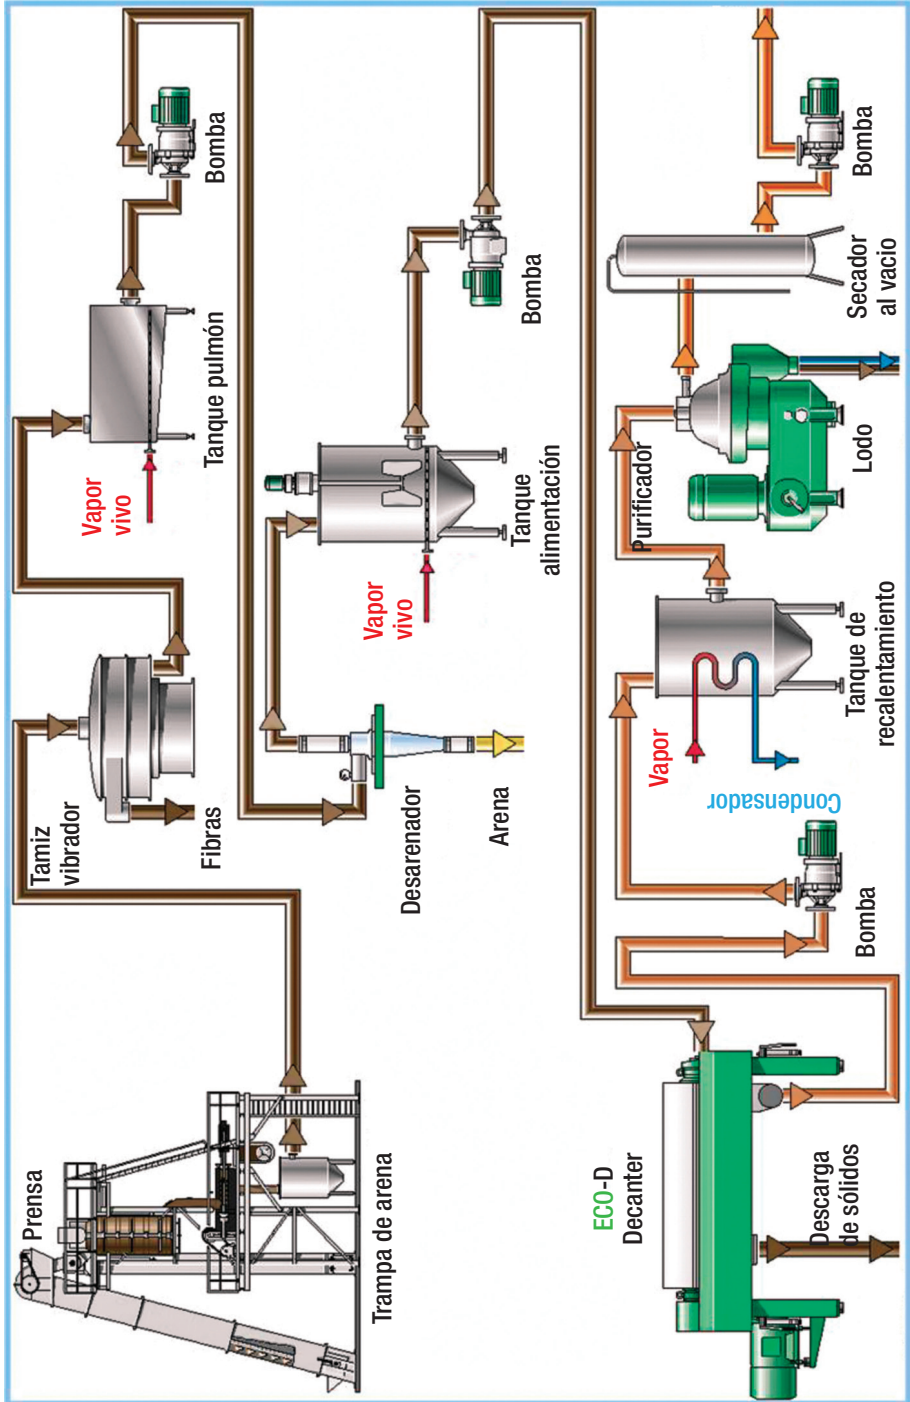 Prensa
Trampa de arena
Tamiz
vibrador
Fibras
Vapor
vivo
Tanque pulmón
Bomba
Desarenador
Arena
Vapor
vivo
Tanque
alimentación
Bomba
ECO-D
Decanter
Descarga
de sólidos
Bomba
Vapor
Condensador
Tanque de
recalentamiento
Purificador
Lodo
Secador
al vacio
Bomba